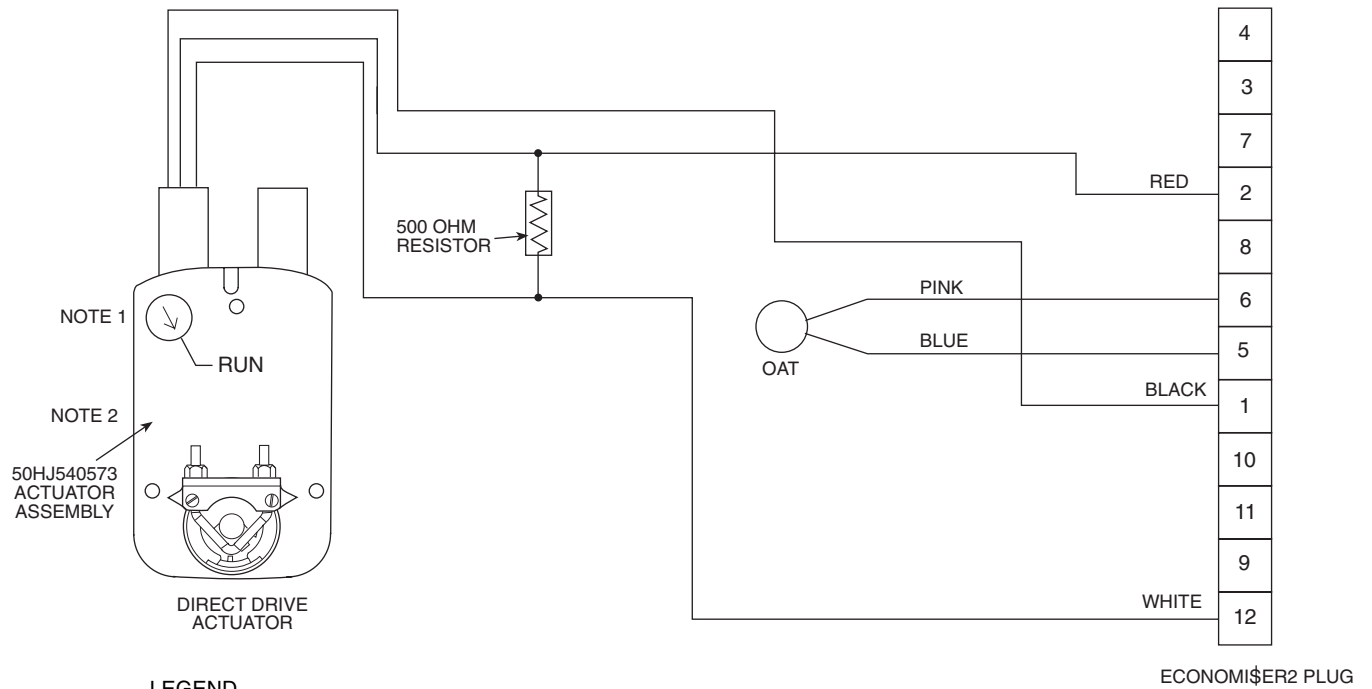 4
3
7
RED
2
8
500 OHM
RESISTOR
PINK
6
NOTE 1
BLUE
5
RUN
OAT
BLACK
1
NOTE 2
10
50HJ540573
ACTUATOR
ASSEMBLY
11
9
WHITE
12
DIRECT DRIVE
ACTUATOR
ECONOMI$ER2 PLUG
LEGEND